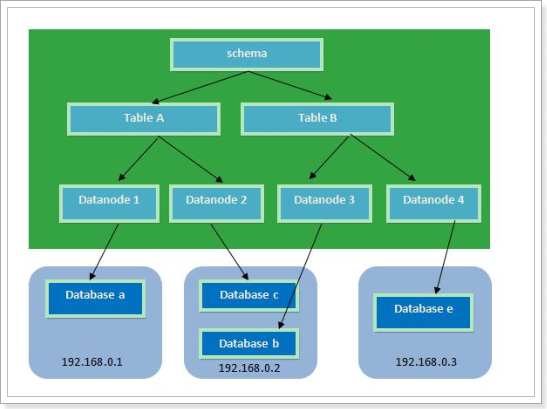 schema
Table A
Table B
Datanode 1
Datanode 2
Datanode 3
Datanode 4
Database a
Database c
Database b
Database e
192.168.0.1
192.168.0.2
192.168.0.3